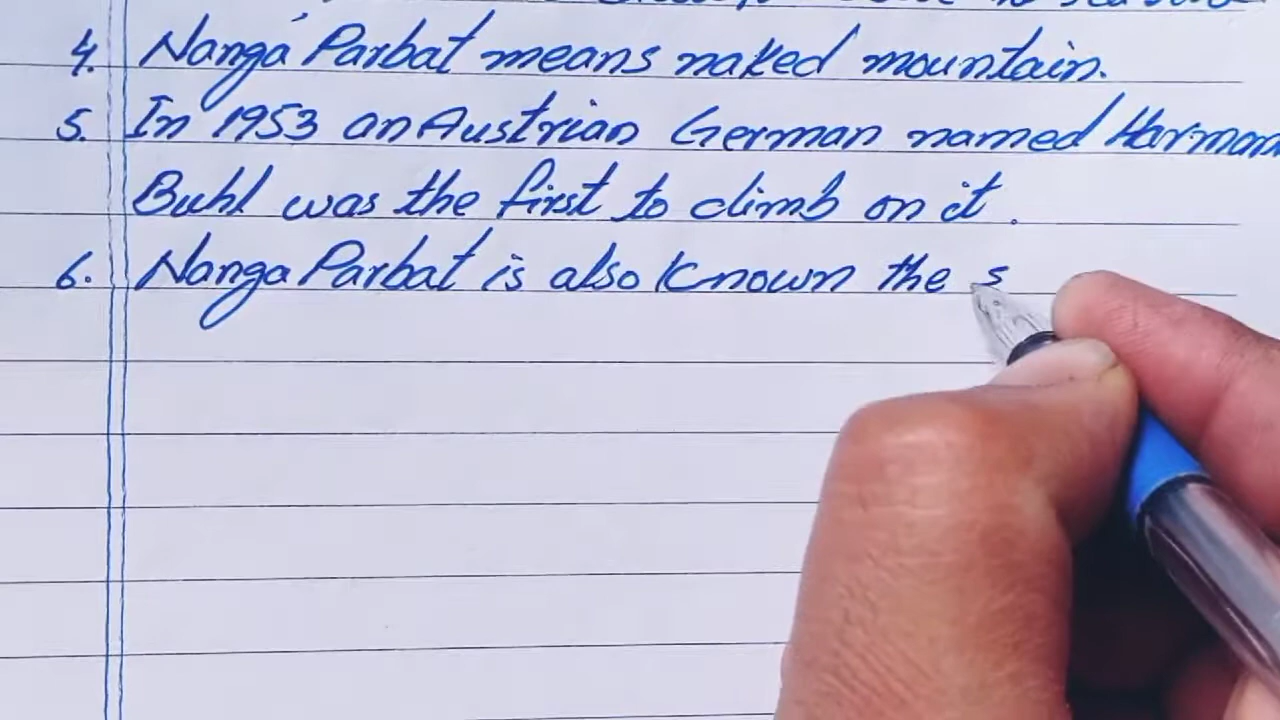 4. Nanga Parbat means naked mountain.
5. In 1953 an Austrian German named Harmann
Buhl was the first to climb on it.
6. Nanga Parbat is also Known the s